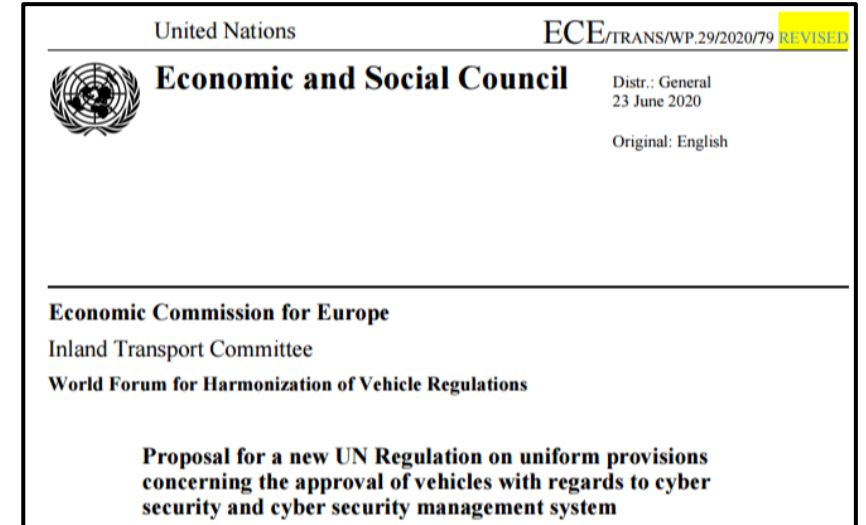 United Nations
ECE/TRANS/WP.29/2020/79 REVISED
Economic and Social Council
Distr.: General
23 June 2020
Original: English
Economic Commission for Europe
Inland Transport Committee
World Forum for Harmonization of Vehicle Regulations
Proposal for a new UN Regulation on uniform provisions
concerning the approval of vehicles with regards to cyber
security and cyber security management system